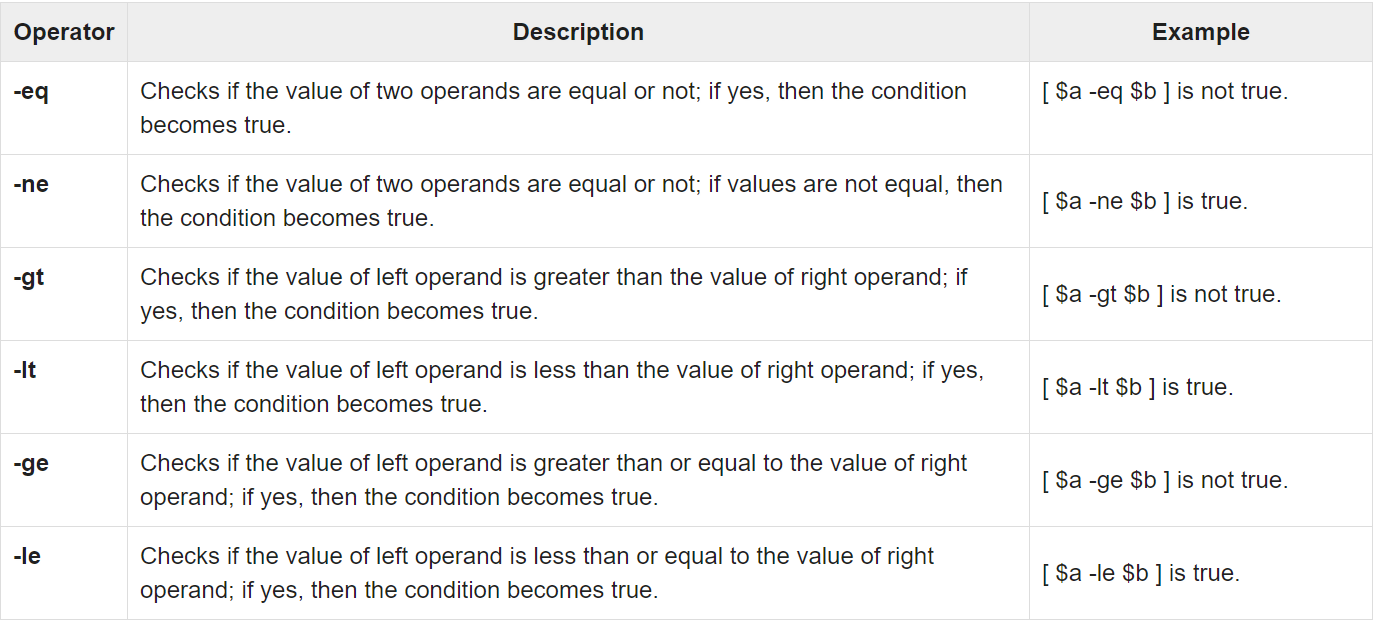 Operator Description Example
-eq Checks if the value of two operands are equal or not; if yes, then the condition [ $a -eq $b ] is not true.
becomes true.
-ne Checks if the value of two operands are equal or not; if values are not equal, then
the condition becomes true.
[ $a -ne $b ] is true.
-gt Checks if the value of left operand is greater than the value of right operand; if
yes, then the condition becomes true.
[ $a -gt $b ] is not true.
-lt Checks if the value of left operand is less than the value of right operand; if yes,
then the condition becomes true.
[ $a -lt $b ] is true.
-ge Checks if the value of left operand is greater than or equal to the value of right
operand; if yes, then the condition becomes true.
[ $a -ge $b ] is not true.
-le Checks if the value of left operand is less than or equal to the value of right
operand; if yes, then the condition becomes true.
[ $a -le $b ] is true.